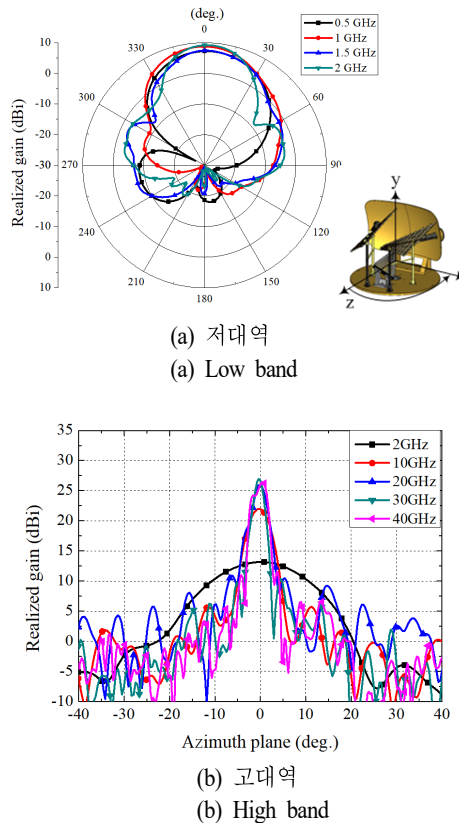 (deg.)
0
330
30
300
60
270
90°
240
120
210
150
180
Realized gain (dBi)
10
0
-10
-20
-30
-20
-10
0
10
0.5 GHz
1 GHz
1.5 GHz
2 GHz
y
z
(a) 저대역
(a) Low band
Realized gain (dBi)
35
30
25
20
15
10
5
0
-5
-10
2GHz
10GHz
20GHz
30GHz
40GHz
-40 -30 -20 -10 0 10 20 30 40
Azimuth plane (deg.)
(b) 고대역
(b) High band